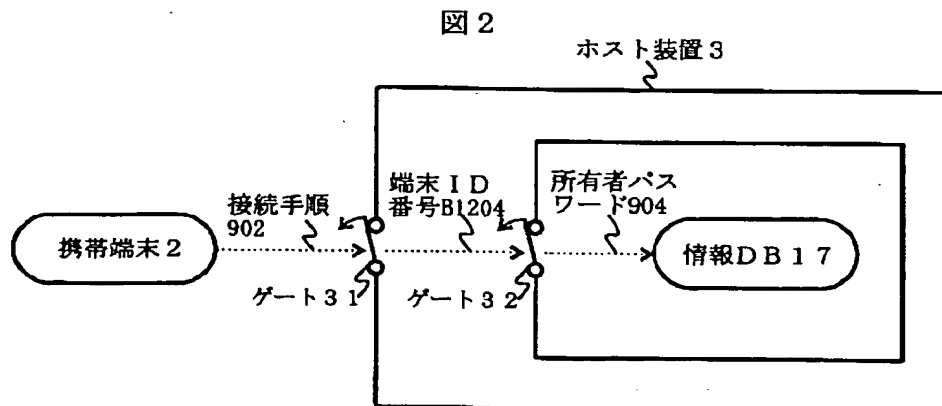 図2
ホスト装置3
接続手順
902
端末ID
番号B1204
所有者パス
ワード904
携帯端末2
情報DB17
ゲート31
ゲート32